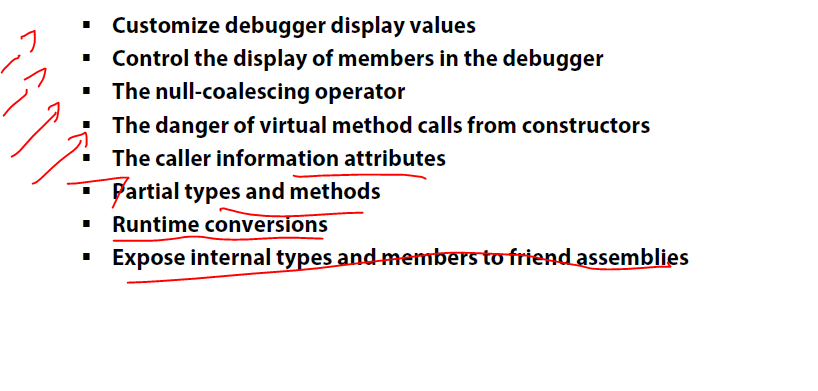 ▪ Customize debugger display values
▪ Control the display of members in the debugger
▪ The null-coalescing operator
▪ The danger of virtual method calls from constructors
▪ The caller information attributes
▪ Partial types and methods
▪ Runtime conversions
▪ Expose internal types and members to friend assemblies